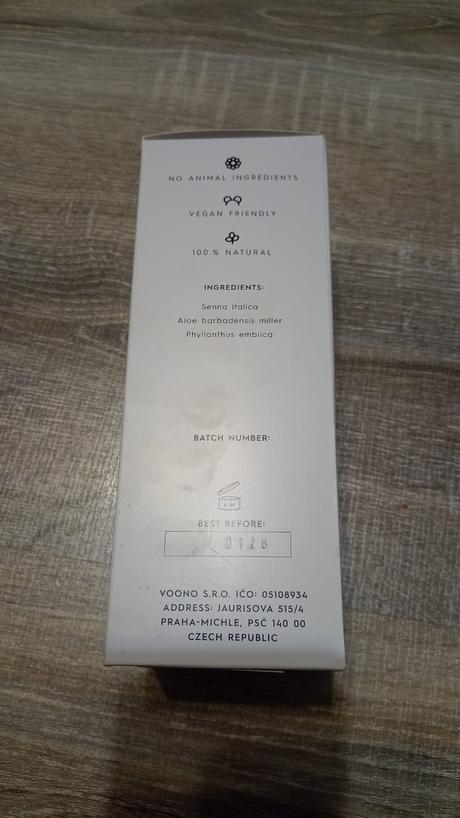 NO ANIMAL INGREDIENTS
VEGAN FRIENDLY
100 % NATURAL
INGREDIENTS:
Senna italica
Aloe barbadensis miller
Phyllanthus emblica
BATCH NUMBER:
BEST BEFORE:
VOONO S.R.O. IČO: 05108934
ADDRESS: JAURISOVA 515/4
PRAHA-MICHLE, PSČ 140 00
CZECH REPUBLIC